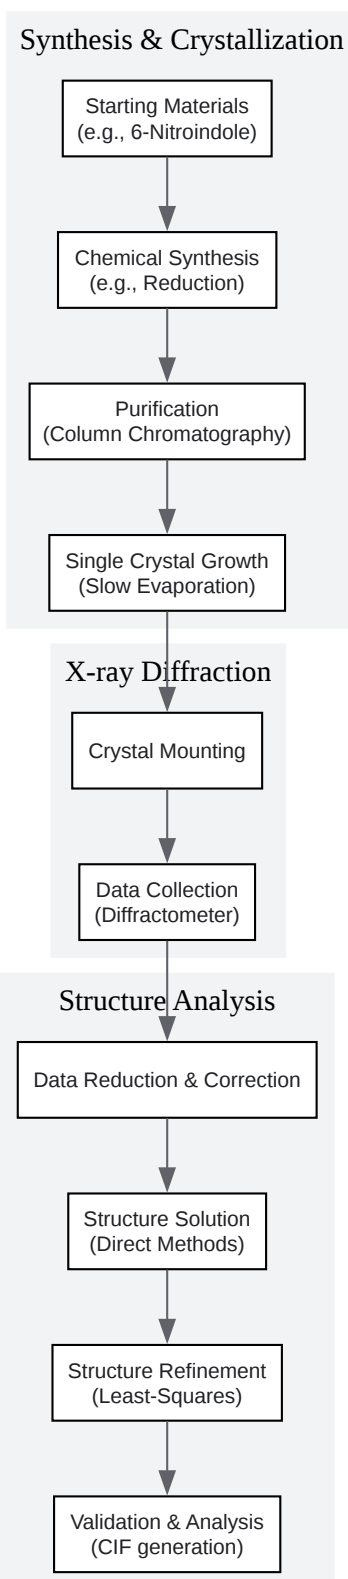 Synthesis & Crystallization
Starting Materials
(e.g., 6-Nitroindole)
Chemical Synthesis
(e.g., Reduction)
Purification
(Column Chromatography)
Single Crystal Growth
(Slow Evaporation)
X-ray Diffraction
Crystal Mounting
Data Collection
(Diffractometer)
Structure Analysis
Data Reduction & Correction
Structure Solution
(Direct Methods)
Structure Refinement
(Least-Squares)
Validation & Analysis
(CIF generation)